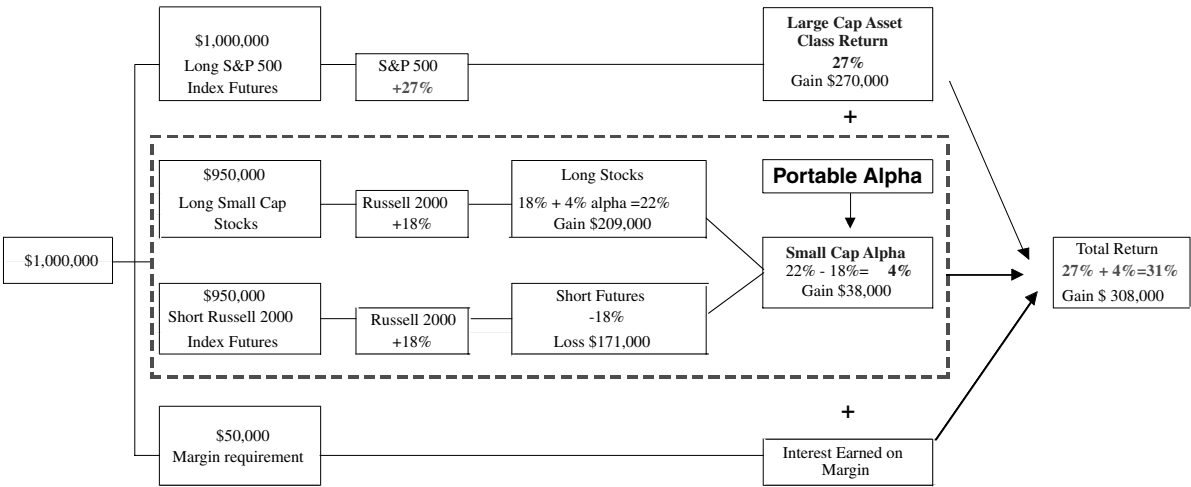 $1,000,000
$1,000,000
Long S&P 500
Index Futures
S&P 500
+27%
Large Cap Asset
Class Return
27%
Gain $270,000
+
$950,000
Long Small Cap
Stocks
Russell 2000
+18%
Long Stocks
18% + 4% alpha =22%
Gain $209,000
Portable Alpha
$950,000
Short Russell 2000
Index Futures
Russell 2000
+18%
Short Futures
-18%
Loss $171,000
Small Cap Alpha
22% - 18%= 4%
Gain $38,000
Total Return
27% + 4%=31%
Gain $ 308,000
$50,000
Margin requirement
+
Interest Earned on
Margin